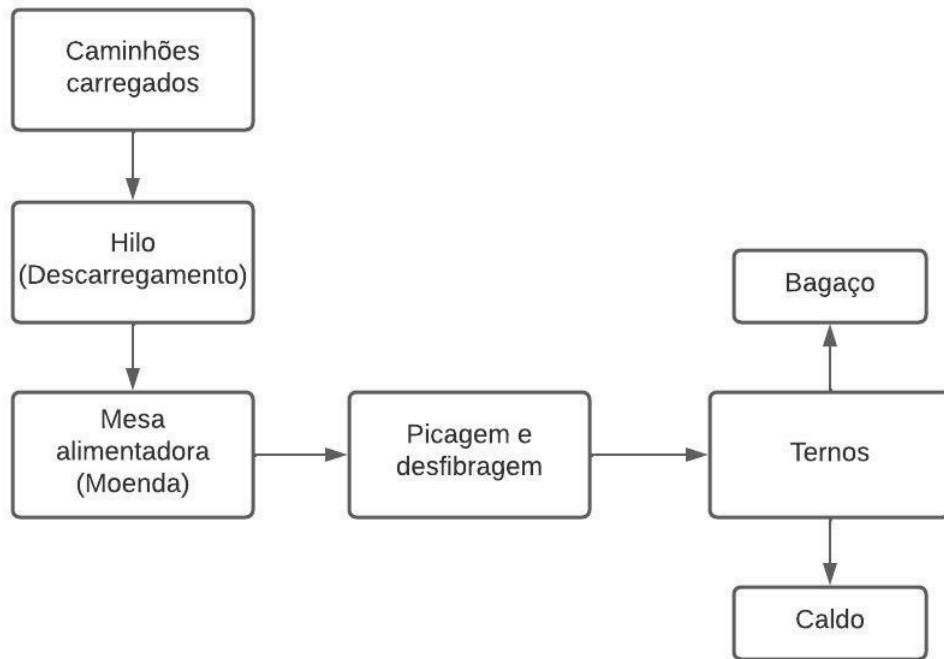 Caminhões
carregados
Hilo
(Descarregamento)
Mesa
alimentadora
(Moenda)
Picagem e
desfibragem
Ternos
Bagaço
Caldo